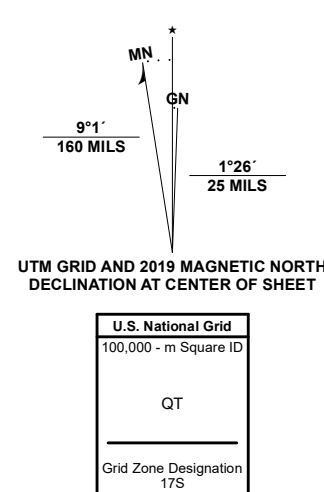 ★
MN
GN
9°1´
160 MILS
1°26´
25 MILS
UTM GRID AND 2019 MAGNETIC NORTH
DECLINATION AT CENTER OF SHEET
U.S. National Grid
100,000 - m Square ID
QT
Grid Zone Designation
17S